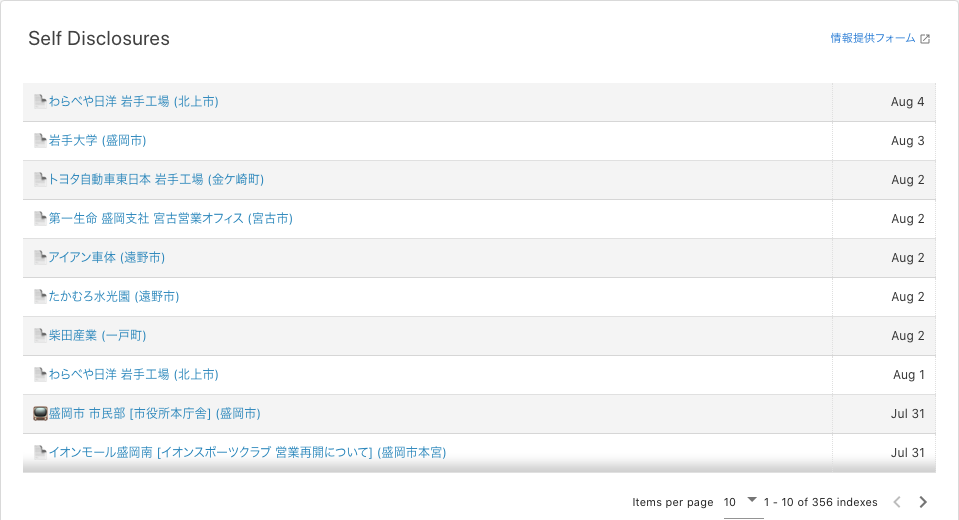 Self Disclosures
情報提供フォーム
わらべや日洋 岩手工場 (北上市) Aug 4
岩手大学 (盛岡市) Aug 3
トヨタ自動車東日本 岩手工場 (金ケ崎町) Aug 2
第一生命 盛岡支社 宮古営業オフィス (宮古市) Aug 2
アイアン車体 (遠野市) Aug 2
たかむろ水光園 (遠野市) Aug 2
柴田産業 (一戸町) Aug 2
わらべや日洋 岩手工場 (北上市) Aug 1
盛岡市 市民部 [市役所本庁舎] (盛岡市) Jul 31
イオンモール盛岡南 [イオンスポーツクラブ 営業再開について] (盛岡市本宮) Jul 31
Items per page 10 1 - 10 of 356 indexes